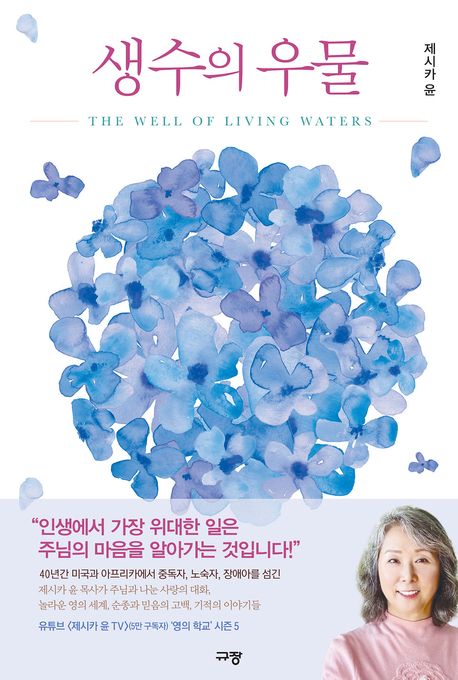 생수의 우물
제시카 윤
THE WELL OF LIVING WATERS
“인생에서 가장 위대한 일은
주님의 마음을 알아가는 것입니다!”
40년간 미국과 아프리카에서 중독자, 노숙자, 장애아를 섬긴
제시카 윤 목사가 주님과 나눈 사랑의 대화,
놀라운 영의 세계, 순종과 믿음의 고백, 기적의 이야기들
유튜브 〈제시카 윤 TV〉(5만 구독자) ‘영의 학교’ 시즌 5
규장